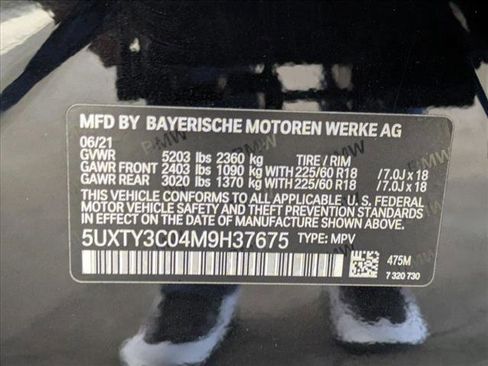 MFD BY BAYERISCHE MOTOREN WERKE AG
06/21
GVWR 5203 lbs 2360 kg TIRE / RIM
GAWR FRONT 2403 lbs 1090 kg WITH 225/60 R18 /7.0J x 18
GAWR REAR 3020 lbs 1370 kg WITH 225/60 R18 /7.0J x 18
THIS VEHICLE CONFORMS TO ALL APPLICABLE U.S. FEDERAL
MOTOR VEHICLE SAFETY AND THEFT PREVENTION STANDARDS
IN EFFECT ON THE DATE OF MANUFACTURE SHOWN ABOVE.
5UXTY3C04M9H37675 TYPE: MPV
475M
7 320 730